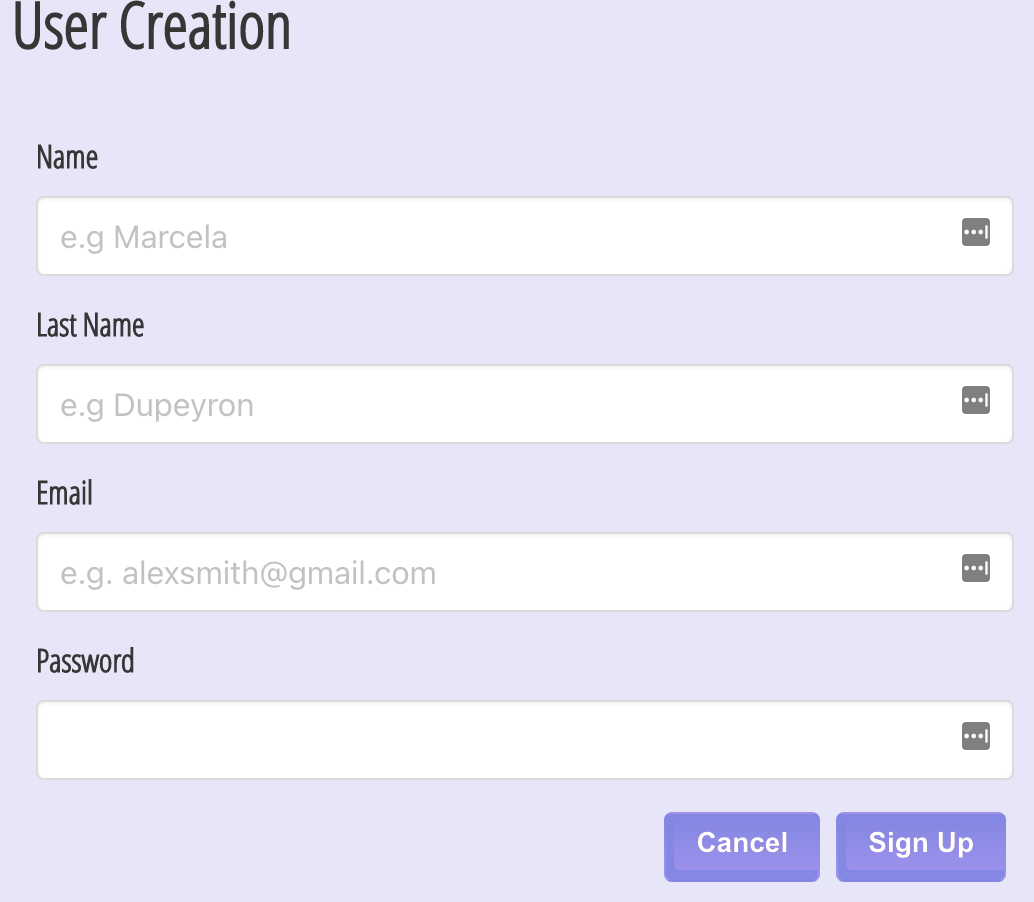 User Creation
Name
e.g Marcela
Last Name
e.g Dupeyron
Email
e.g. alexsmith@gmail.com
Password
Cancel Sign Up